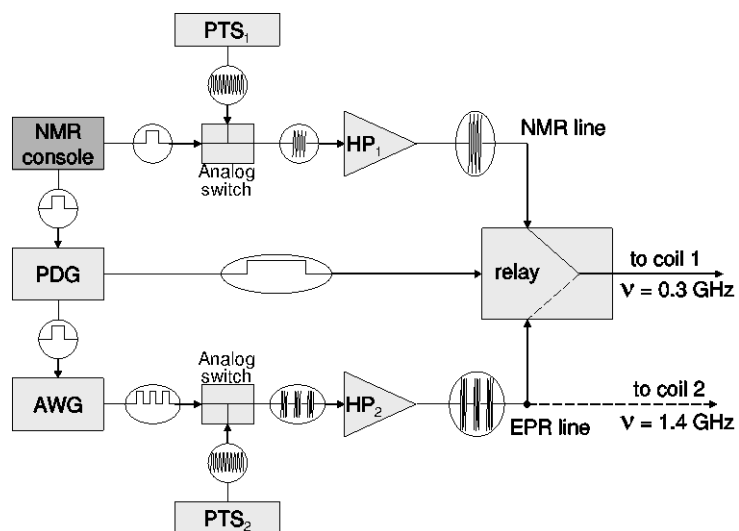 PTS₁
NMR
console
Analog
switch
HP₁
NMR line
PDG
relay
to coil 1
ν = 0.3 GHz
AWG
Analog
switch
HP₂
EPR line
to coil 2
ν = 1.4 GHz
PTS₂